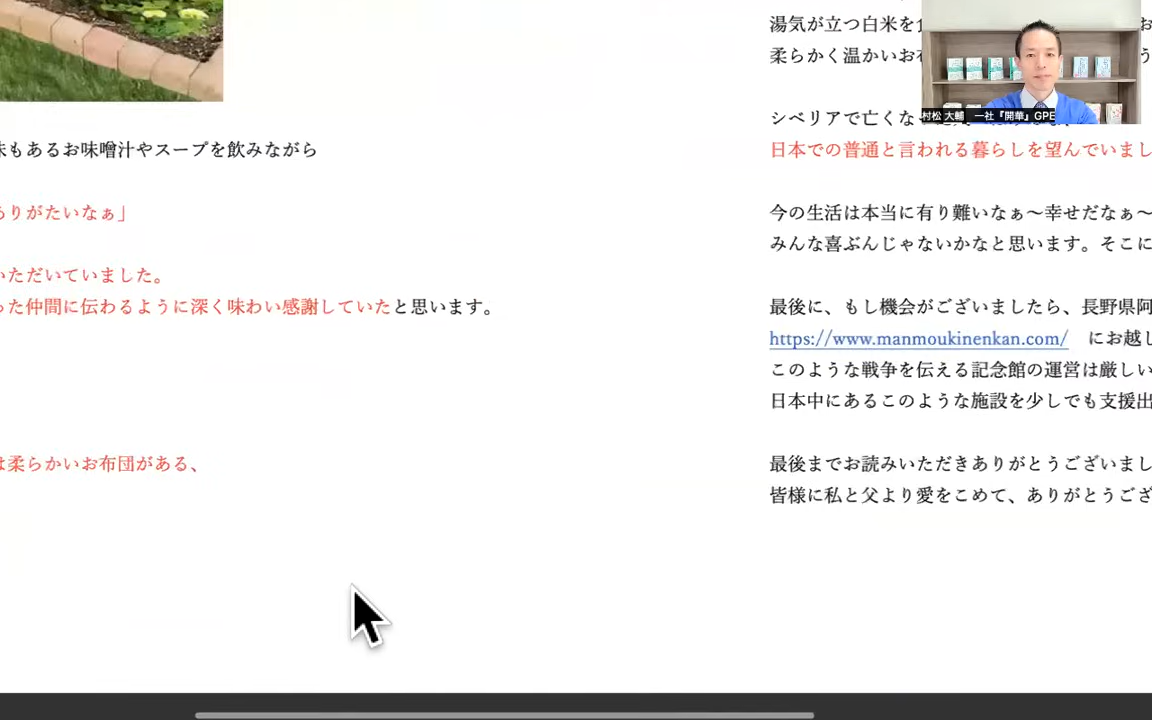 もあるお味噌汁やスープを飲みながら
りがたいなぁ」
いただいていました。
った仲間に伝わるように深く味わい感謝していたと思います。
は柔らかいお布団がある、
湯気が立つ白米を
柔らかく温かいお
シベリアで亡くな
日本での普通と言われる暮らしを望んでいまし
今の生活は本当に有り難いなぁ〜幸せだなぁ〜
みんな喜ぶんじゃないかなと思います。そこに
最後に、もし機会がございましたら、長野県阿
https://www.manmoukinenkan.com/ にお越し
このような戦争を伝える記念館の運営は厳しい
日本中にあるこのような施設を少しでも支援出
最後までお読みいただきありがとうございまし
皆様に私と父より愛をこめて、ありがとうござ
村松 大輔 一社『開華』GPE